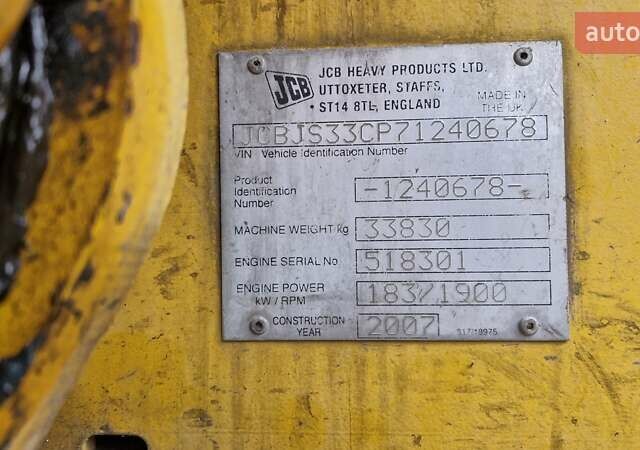 auto
JCB
JCB HEAVY PRODUCTS LTD.
UTTOXETER, STAFFS,
ST14 8TL, ENGLAND
MADE IN
THE UK
JCBJS33CP71240678
VIN Vehicle Identification Number
Product
Identification
Number
-1240678-
MACHINE WEIGHT kg
33830
ENGINE SERIAL No
518301
ENGINE POWER
kW / RPM
183/1900
CONSTRUCTION
YEAR
2007